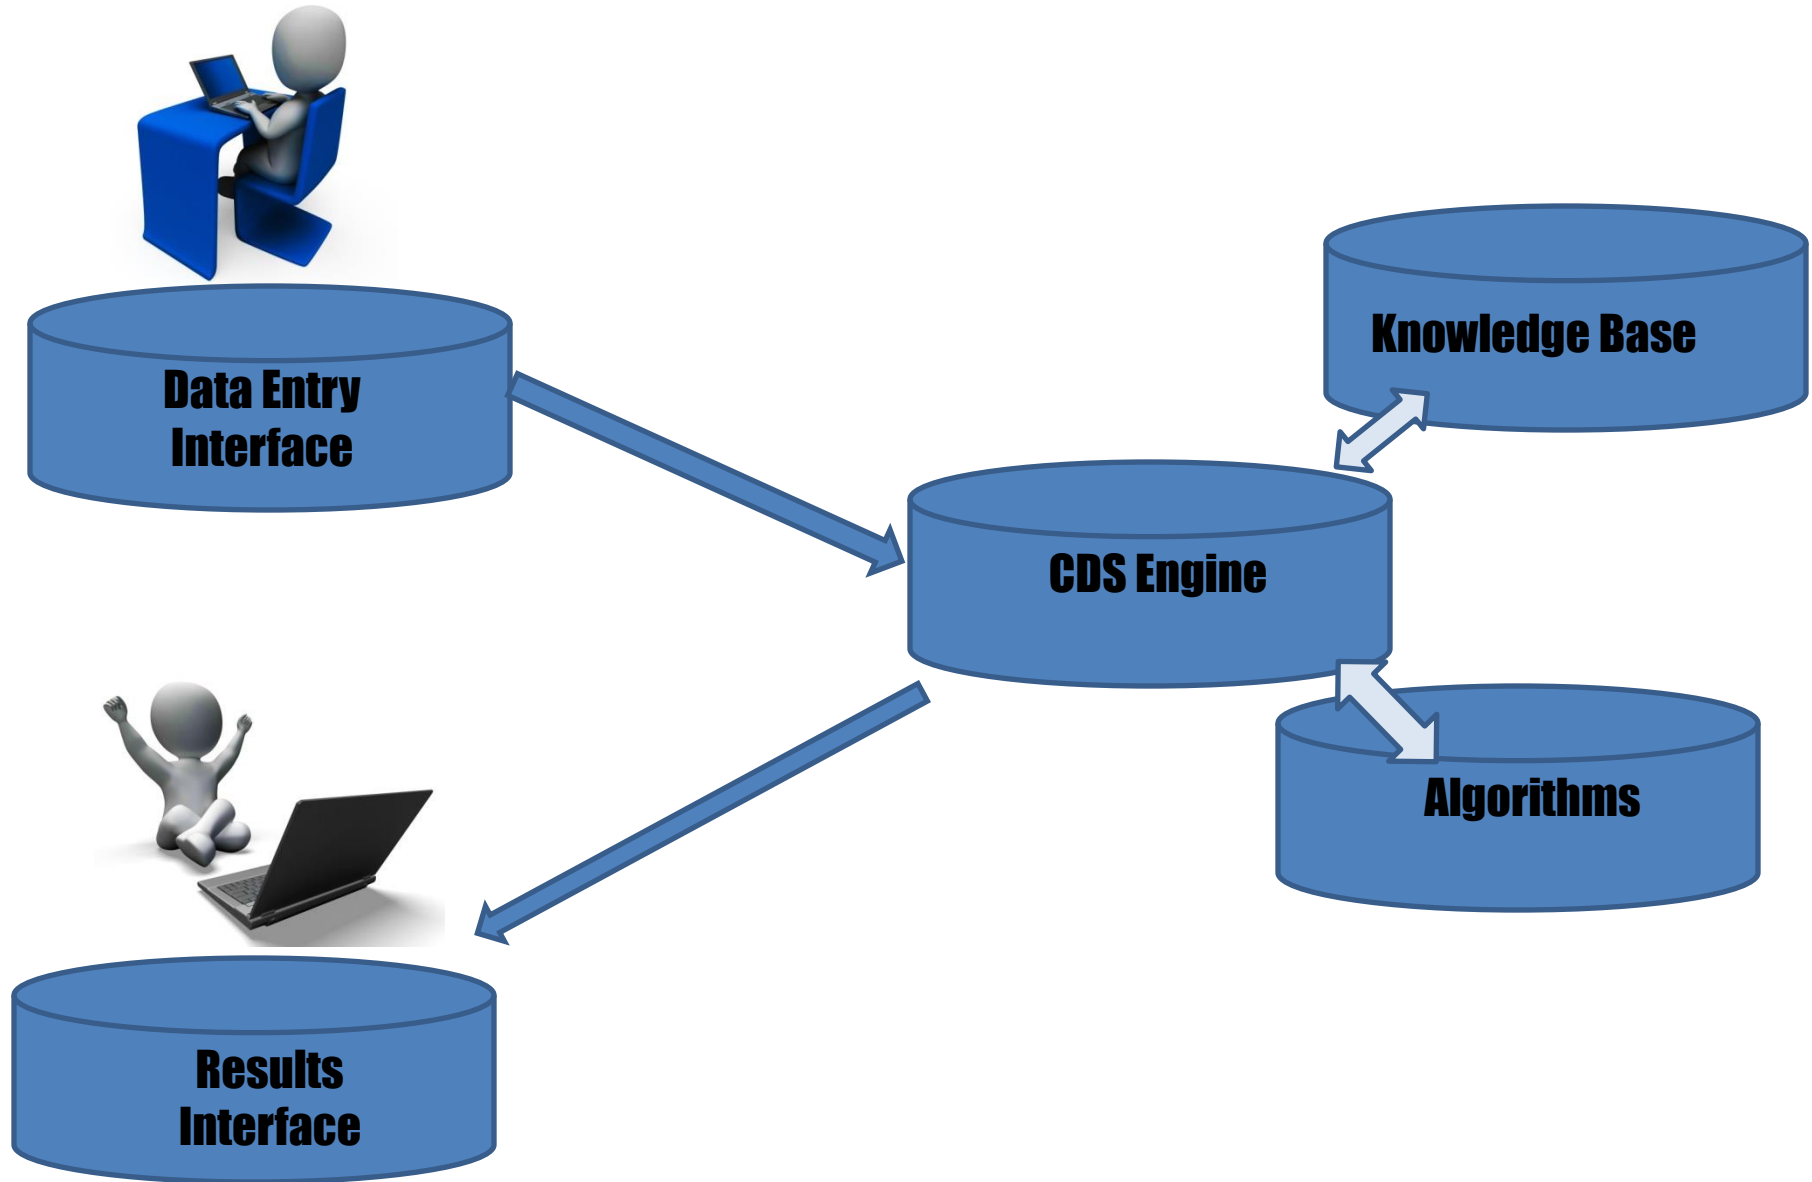 Data Entry
Interface
Knowledge Base
CDS Engine
Algorithms
Results
Interface